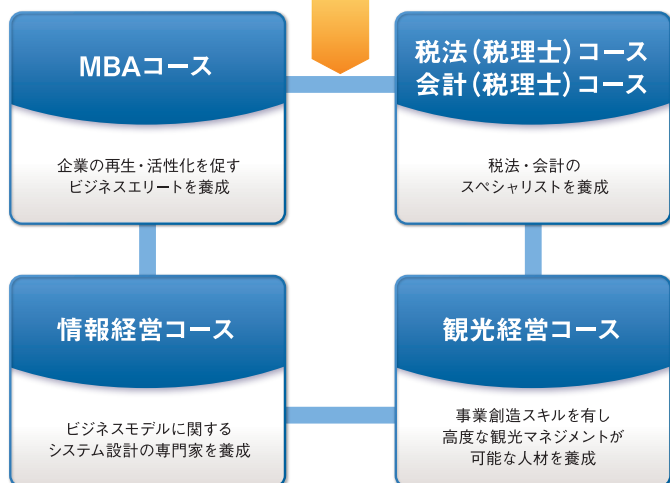 MBAコース
企業の再生・活性化を促す
ビジネスエリートを養成
税法（税理士）コース
会計（税理士）コース
税法・会計の
スペシャリストを養成
情報経営コース
ビジネスモデルに関する
システム設計の専門家を養成
観光経営コース
事業創造スキルを有し
高度な観光マネジメントが
可能な人材を養成